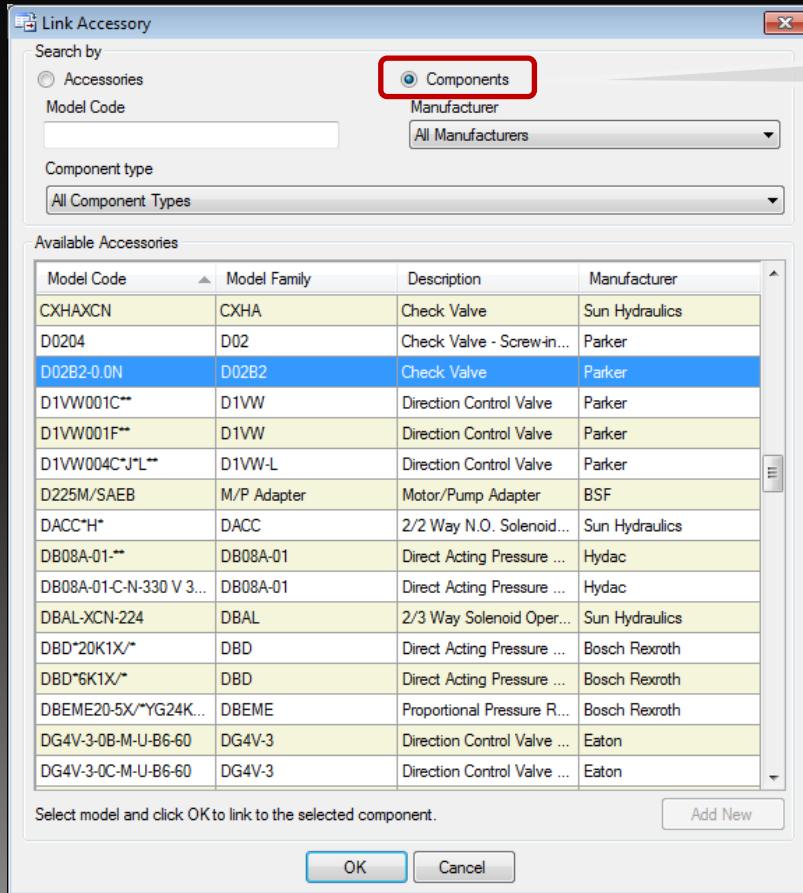 Link Accessory
Search by
Accessories Components
Model Code Manufacturer
All Manufacturers
Component type
All Component Types
Available Accessories
Model Code Model Family Description Manufacturer
CXHAXCN CXHA Check Valve Sun Hydraulics
D0204 D02 Check Valve - Screw-in... Parker
D02B2-0.0N D02B2 Check Valve Parker
D1VW001C** D1VW Direction Control Valve Parker
D1VW001F** D1VW Direction Control Valve Parker
D1VW004C*J*L** D1VW-L Direction Control Valve Parker
D225M/SAEB M/P Adapter Motor/Pump Adapter BSF
DACC*H* DACC 2/2 Way N.O. Solenoid... Sun Hydraulics
DB08A-01-** DB08A-01 Direct Acting Pressure ... Hydac
DB08A-01-C-N-330 V 3... DB08A-01 Direct Acting Pressure ... Hydac
DBAL-XCN-224 DBAL 2/3 Way Solenoid Oper... Sun Hydraulics
DBD*20K1X/* DBD Direct Acting Pressure ... Bosch Rexroth
DBD*6K1X/* DBD Direct Acting Pressure ... Bosch Rexroth
DBEME20-5X/*YG24K... DBEME Proportional Pressure R... Bosch Rexroth
DG4V-3-0B-M-U-B6-60 DG4V-3 Direction Control Valve ... Eaton
DG4V-3-0C-M-U-B6-60 DG4V-3 Direction Control Valve ... Eaton
Select model and click OK to link to the selected component. Add New
OK Cancel